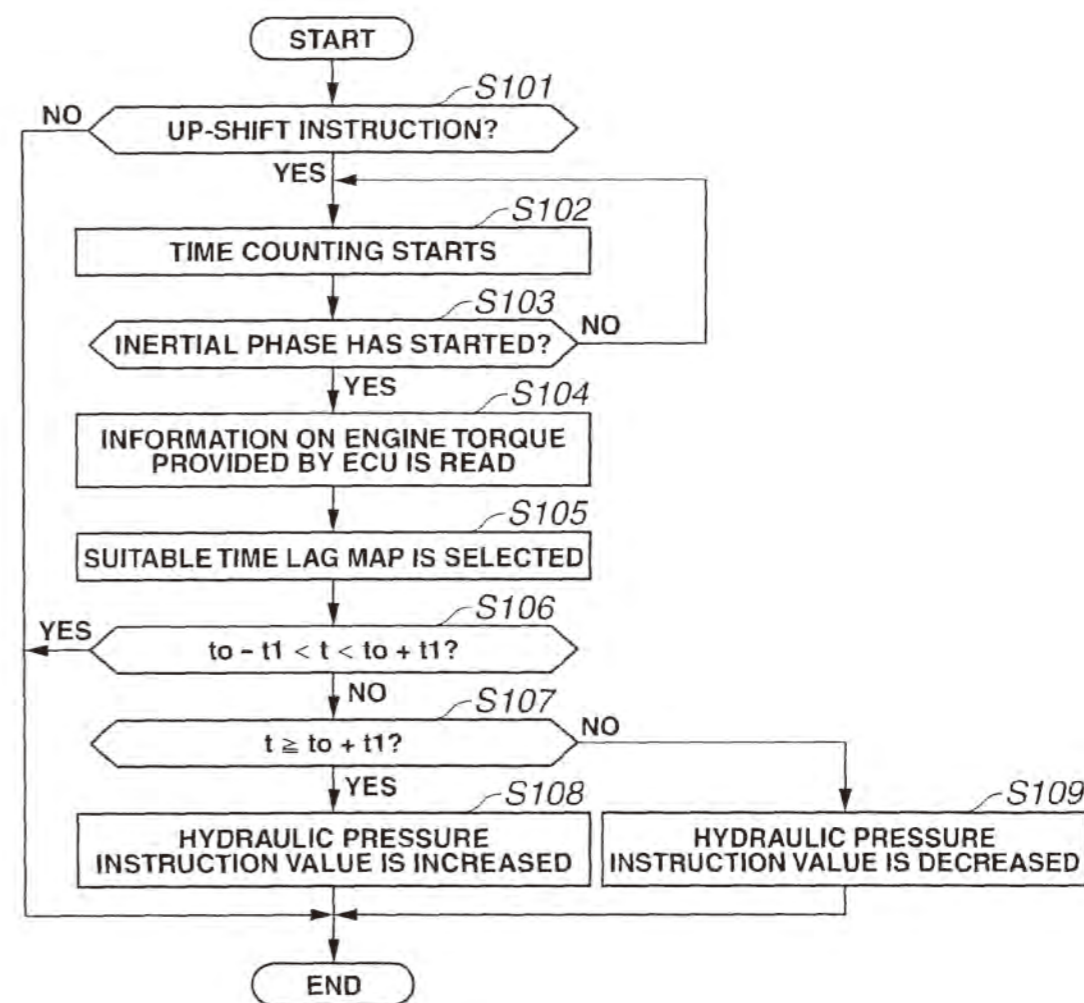 START
S101
NO
UP-SHIFT INSTRUCTION?
YES
S102
TIME COUNTING STARTS
S103
INERTIAL PHASE HAS STARTED?
NO
YES
S104
INFORMATION ON ENGINE TORQUE
PROVIDED BY ECU IS READ
S105
SUITABLE TIME LAG MAP IS SELECTED
S106
YES
to – t1 < t < to + t1?
NO
S107
NO
t ≧ to + t1?
YES
S108
S109
HYDRAULIC PRESSURE
INSTRUCTION VALUE IS INCREASED
HYDRAULIC PRESSURE
INSTRUCTION VALUE IS DECREASED
END